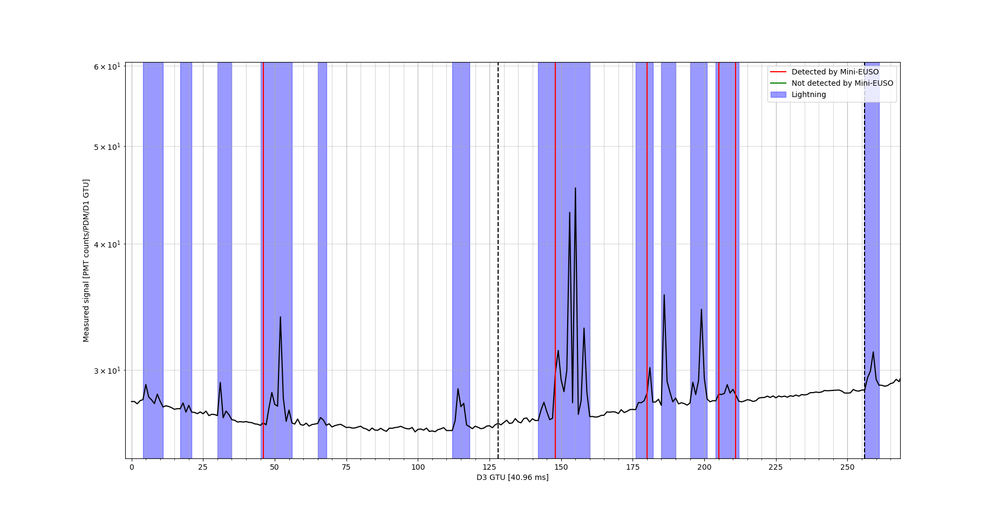 6 × 10¹
5 × 10¹
4 × 10¹
3 × 10¹
Measured signal [PMT counts/PDM/D1 GTU]
Detected by Mini-EUSO
Not detected by Mini-EUSO
Lightning
0 25 50 75 100 125 150 175 200 225 250
D3 GTU [40.96 ms]